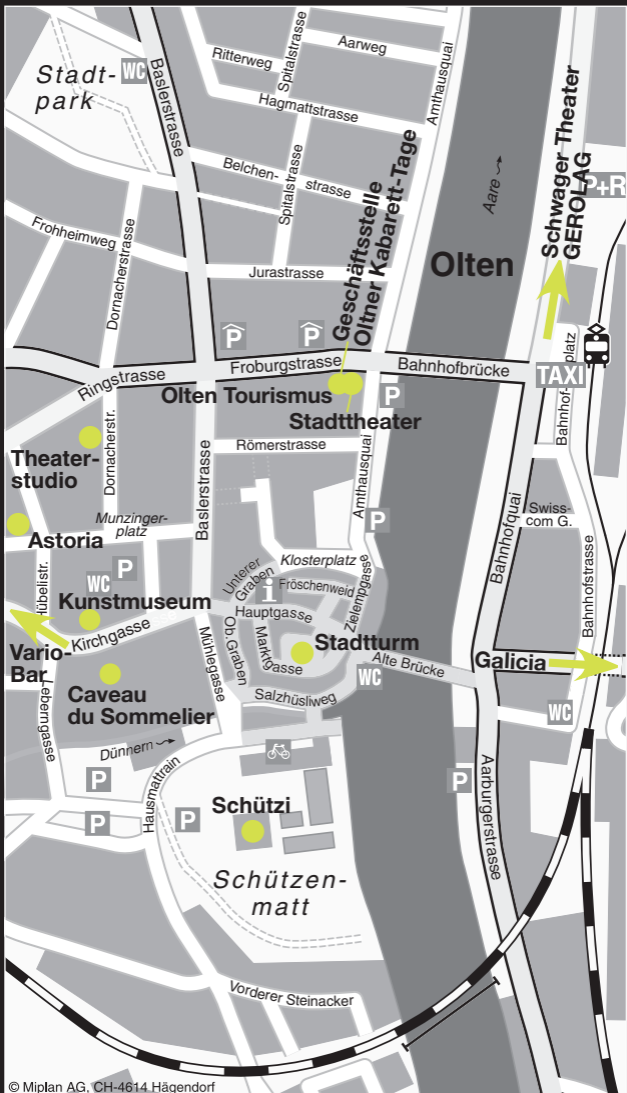 Stadt-
park
WC
Baslerstrasse
Ritterweg
Spitalstrasse
Aarweg
Hagmattstrasse
Amthausquai
Belchen-
strasse
Spitalstrasse
Frohheimweg
Dornacherstrasse
Jurastrasse
Aare
Olten
Schwager Theater
GEROLAG
P+R
Geschäftsstelle
Oltner Kabarett-Tage
P
P
Ringstrasse
Froburgstrasse
Bahnhofbrücke
TAXI
Bahnhof-
platz
Olten Tourismus
Stadttheater
P
Dornacherstr.
Theater-
studio
Baslerstrasse
Römerstrasse
Amthausquai
P
Munzinger-
platz
Astoria
Hübelistr.
WC
P
Klosterplatz
Unterer
Graben
i
Fröschenweid
Zielempgasse
Bahnhofquai
Swiss-
com G.
Bahnhofstrasse
Kunstmuseum
Kirchgasse
Hauptgasse
Vario-
Bar
Mühlegasse
Ob.Graben
Marktgasse
Stadtturm
Alte Brücke
WC
Galicia
Caveau
du Sommelier
Leberngasse
Salzhüsliweg
WC
Dünnern
P
Hausmattrain
P
P
P
Aarburgerstrasse
Schützi
Schützen-
matt
Vorderer Steinacker
© Miplan AG, CH-4614 Hägendorf